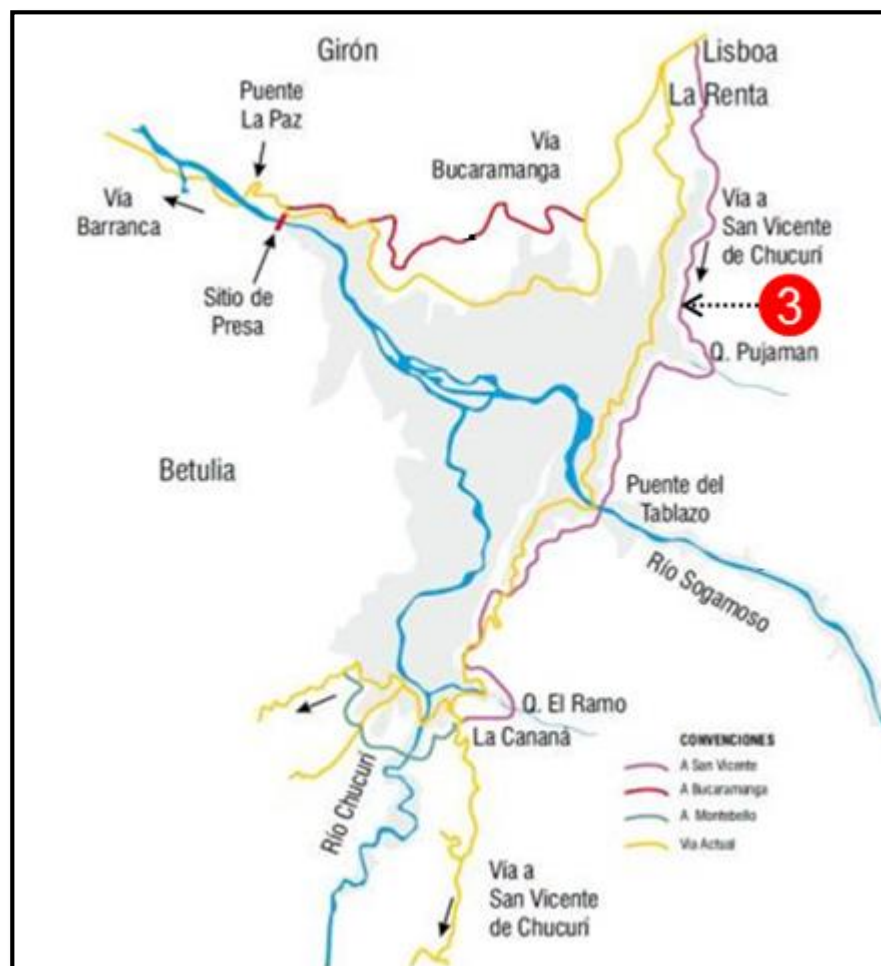 Girón
Lisboa
La Renta
Puente
La Paz
Vía
Bucaramanga
Vía
Barranca
Vía a
San Vicente
de Chucurí
Sitio de
Presa
3
Q. Pujaman
Betulia
Puente del
Tablazo
Río Sogamoso
Q. El Ramo
La Cananá
CONVENCIONES
A San Vicente
A Bucaramanga
A Montebello
Via Actual
Río Chucurí
Vía a
San Vicente
de Chucurí